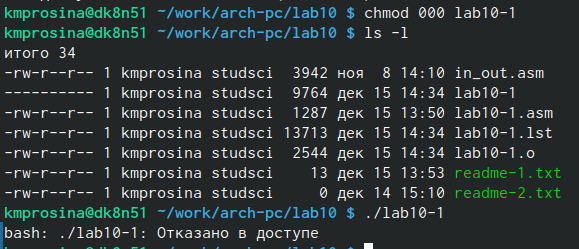 kmprosina@dk8n51 ~/work/arch-pc/lab10 $ chmod 000 lab10-1
kmprosina@dk8n51 ~/work/arch-pc/lab10 $ ls -l
итого 34
-rw-r--r-- 1 kmprosina studsci  3942 ноя  8 14:10 in_out.asm
---------- 1 kmprosina studsci  9764 дек 15 14:34 lab10-1
-rw-r--r-- 1 kmprosina studsci  1287 дек 15 13:50 lab10-1.asm
-rw-r--r-- 1 kmprosina studsci 13713 дек 15 14:34 lab10-1.lst
-rw-r--r-- 1 kmprosina studsci  2544 дек 15 14:34 lab10-1.o
-rw-r--r-- 1 kmprosina studsci    13 дек 15 13:53 readme-1.txt
-rw-r--r-- 1 kmprosina studsci     0 дек 14 15:10 readme-2.txt
kmprosina@dk8n51 ~/work/arch-pc/lab10 $ ./lab10-1
bash: ./lab10-1: Отказано в доступе